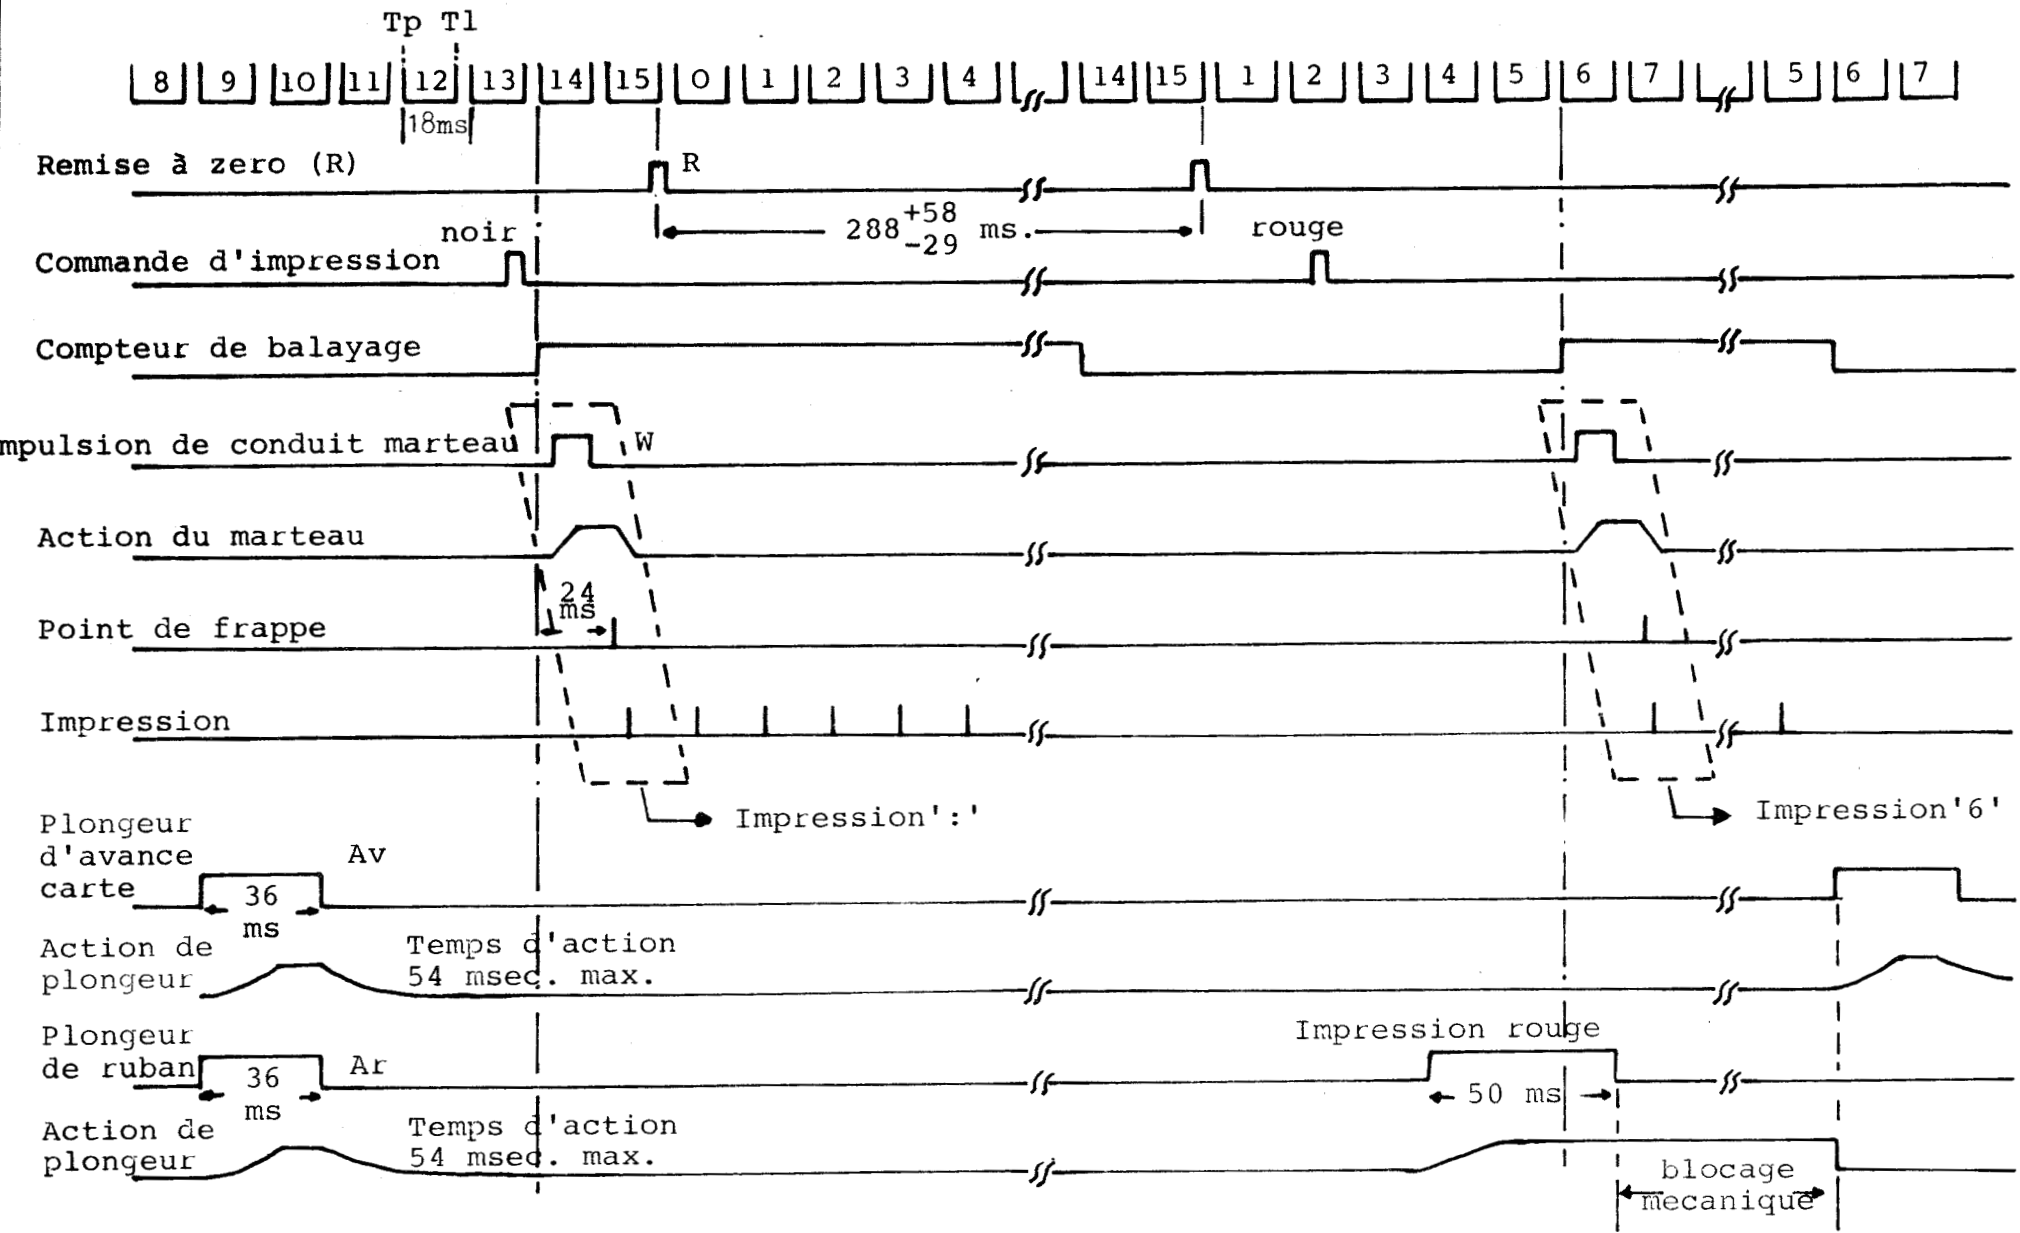 Tp Tl
8 9 10 11 12 13 14 15 0 1 2 3 4 14 15 1 2 3 4 5 6 7 5 6 7
18ms
Remise à zero (R)
R
288 +58 -29 ms.
noir
rouge
Commande d'impression
Compteur de balayage
mpulsion de conduit marteau
W
Action du marteau
24
ms
Point de frappe
Impression
Impression':'
Impression'6'
Plongeur
d'avance
carte
Av
36
ms
Action de
plongeur
Temps d'action
54 msec. max.
Plongeur
de ruban
Ar
36
ms
Impression rouge
50 ms
Action de
plongeur
Temps d'action
54 msec. max.
blocage
mecanique